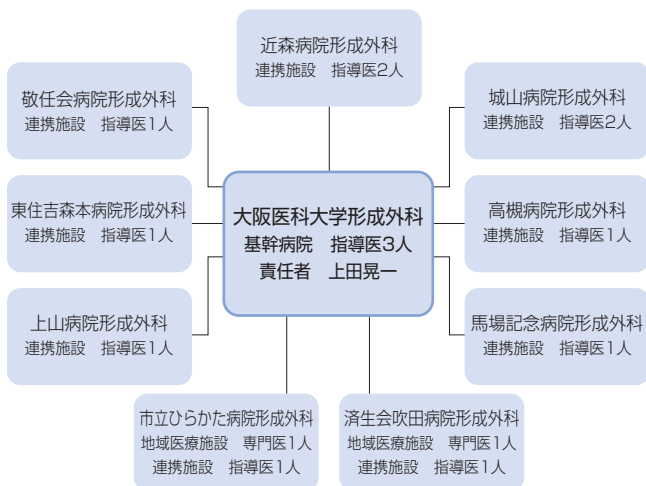 近森病院形成外科
連携施設　指導医2人
敬任会病院形成外科
連携施設　指導医1人
城山病院形成外科
連携施設　指導医2人
東住吉森本病院形成外科
連携施設　指導医1人
大阪医科大学形成外科
基幹病院　指導医3人
責任者　上田晃一
高槻病院形成外科
連携施設　指導医1人
上山病院形成外科
連携施設　指導医1人
馬場記念病院形成外科
連携施設　指導医1人
市立ひらかた病院形成外科
地域医療施設　専門医1人
連携施設　指導医1人
済生会吹田病院形成外科
地域医療施設　専門医1人
連携施設　指導医1人